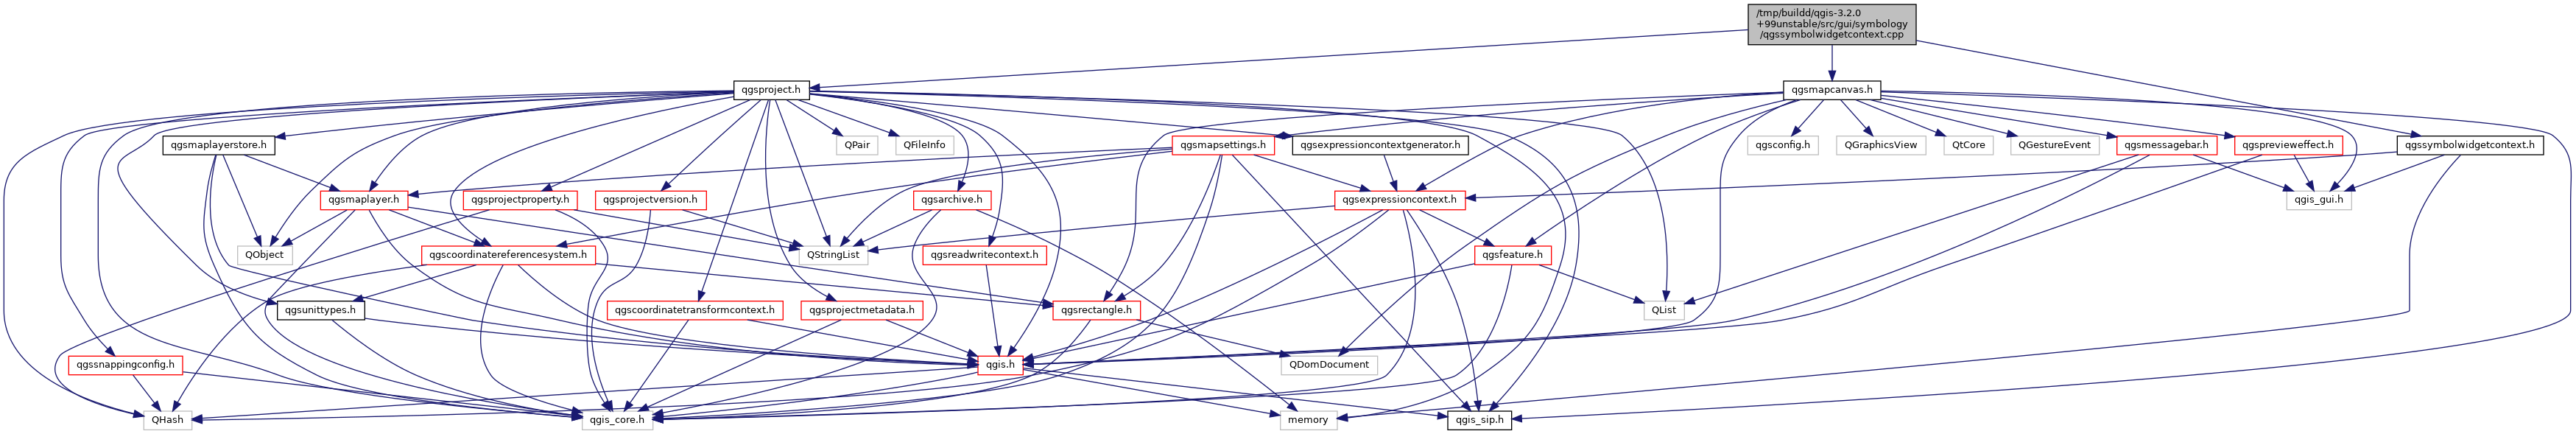 /tmp/buildd/qgis-3.2.0
+99unstable/src/gui/symbology
/qgssymbolwidgetcontext.cpp
qgsproject.h
qgsmapcanvas.h
qgsmaplayerstore.h
QPair
QFileInfo
qgsmapsettings.h
qgsexpressioncontextgenerator.h
qgsconfig.h
QGraphicsView
QtCore
QGestureEvent
qgsmessagebar.h
qgspreвieweffect.h
qgssymbolwidgetcontext.h
qgsmaplayer.h
qgsprojectproperty.h
qgsprojectversion.h
qgsarchive.h
qgsexpressioncontext.h
qgis_gui.h
QObject
qgscoordinatereferencesystem.h
QStringList
qgsreadwritecontext.h
qgsfeature.h
qgsunittypes.h
qgscoordinatetransformcontext.h
qgsprojectmetadata.h
qgsrectangle.h
QList
qgssnappingconfig.h
qgis.h
QDomDocument
QHash
qgis_core.h
memory
qgis_sip.h